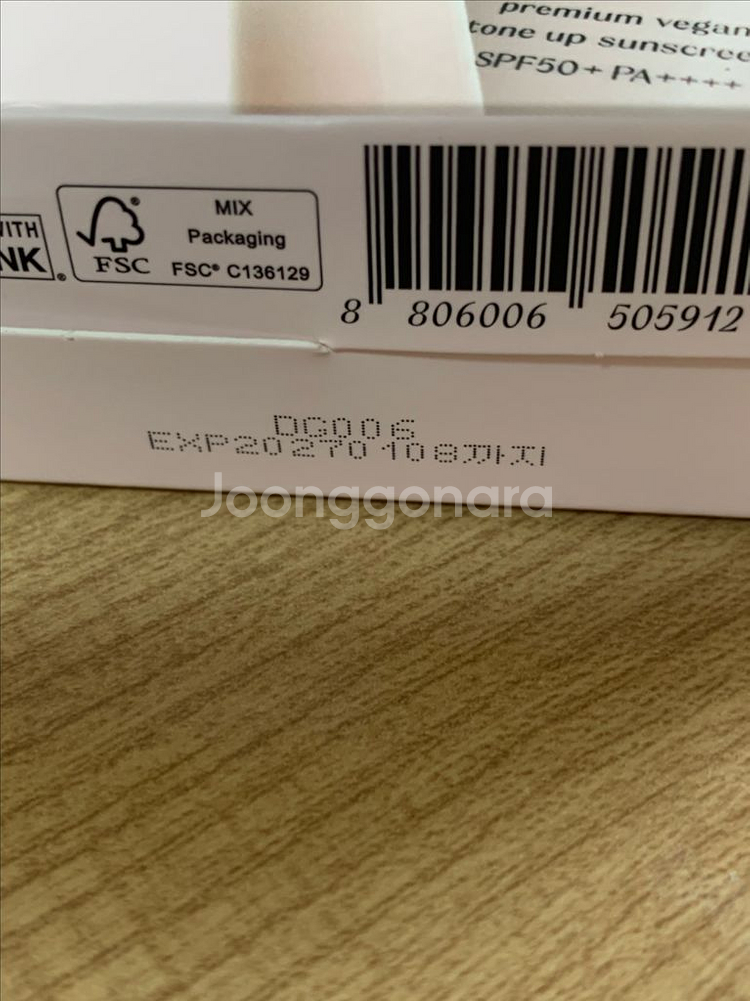 premium vegan
tone up sunscree
SPF50+ PA++++
WITH
INK
FSC
MIX
Packaging
FSC® C136129
8 806006 505912
DG006
EXP20270108까지
Joonggonara